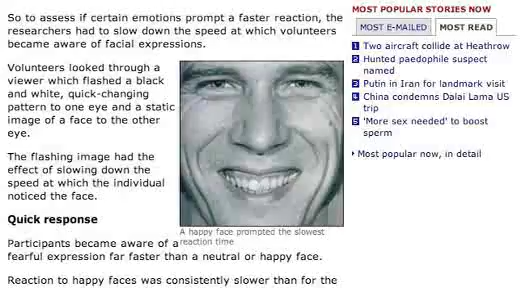 So to assess if certain emotions prompt a faster reaction, the
researchers had to slow down the speed at which volunteers
became aware of facial expressions.
Volunteers looked through a
viewer which flashed a black
and white, quick-changing
pattern to one eye and a static
image of a face to the other
eye.
The flashing image had the
effect of slowing down the
speed at which the individual
noticed the face.
A happy face prompted the slowest
reaction time
Quick response
Participants became aware of a
fearful expression far faster than a neutral or happy face.
Reaction to happy faces was consistently slower than for the
MOST POPULAR STORIES NOW
MOST E-MAILED
MOST READ
1 Two aircraft collide at Heathrow
2 Hunted paedophile suspect
named
3 Putin in Iran for landmark visit
4 China condemns Dalai Lama US
trip
5 'More sex needed' to boost
sperm
Most popular now, in detail